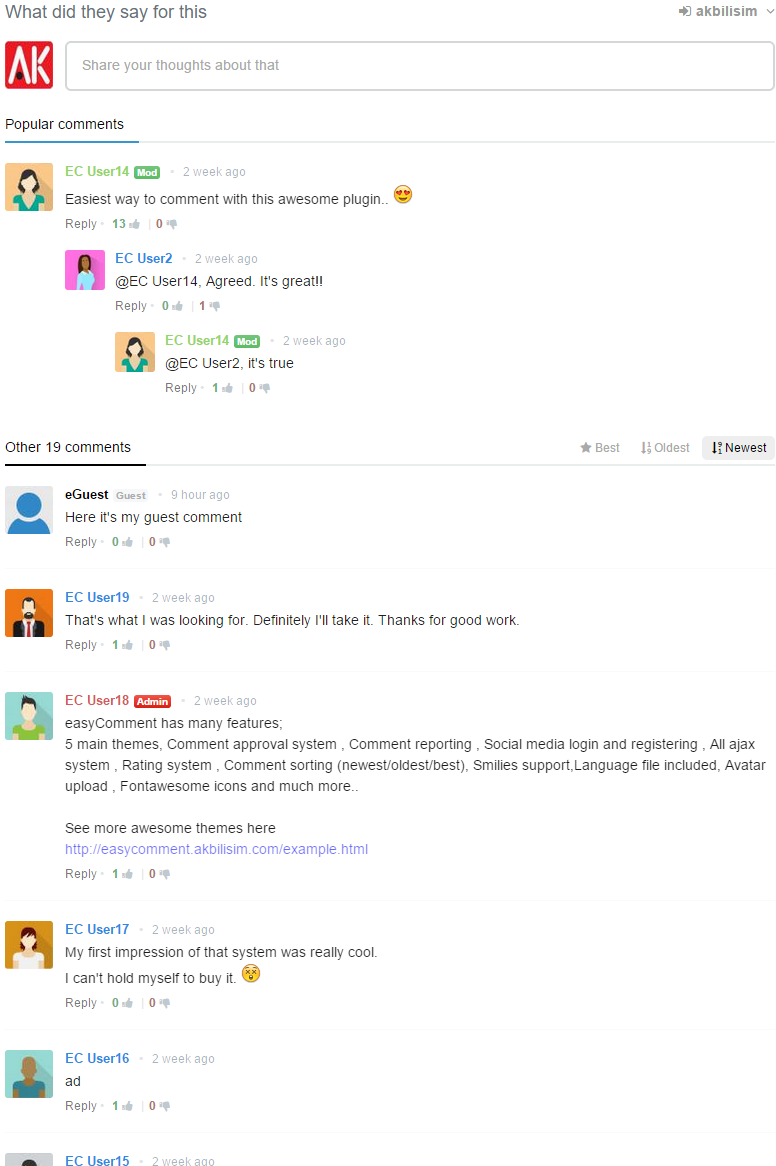 What did they say for this
akbilisim
AK
Share your thoughts about that
Popular comments
EC User14 Mod • 2 week ago
Easiest way to comment with this awesome plugin..
Reply • 13 | 0
EC User2 • 2 week ago
@EC User14, Agreed. It's great!!
Reply • 0 | 1
EC User14 Mod • 2 week ago
@EC User2, it's true
Reply • 1 | 0
Other 19 comments
Best Oldest Newest
eGuest Guest • 9 hour ago
Here it's my guest comment
Reply • 0 | 0
EC User19 • 2 week ago
That's what I was looking for. Definitely I'll take it. Thanks for good work.
Reply • 1 | 0
EC User18 Admin • 2 week ago
easyComment has many features;
5 main themes, Comment approval system , Comment reporting , Social media login and registering , All ajax
system , Rating system , Comment sorting (newest/oldest/best), Smilies support,Language file included, Avatar
upload , Fontawesome icons and much more..
See more awesome themes here
http://easycomment.akbilisim.com/example.html
Reply • 1 | 0
EC User17 • 2 week ago
My first impression of that system was really cool.
I can't hold myself to buy it.
Reply • 0 | 0
EC User16 • 2 week ago
ad
Reply • 1 | 0
EC User15 • 2 week ago